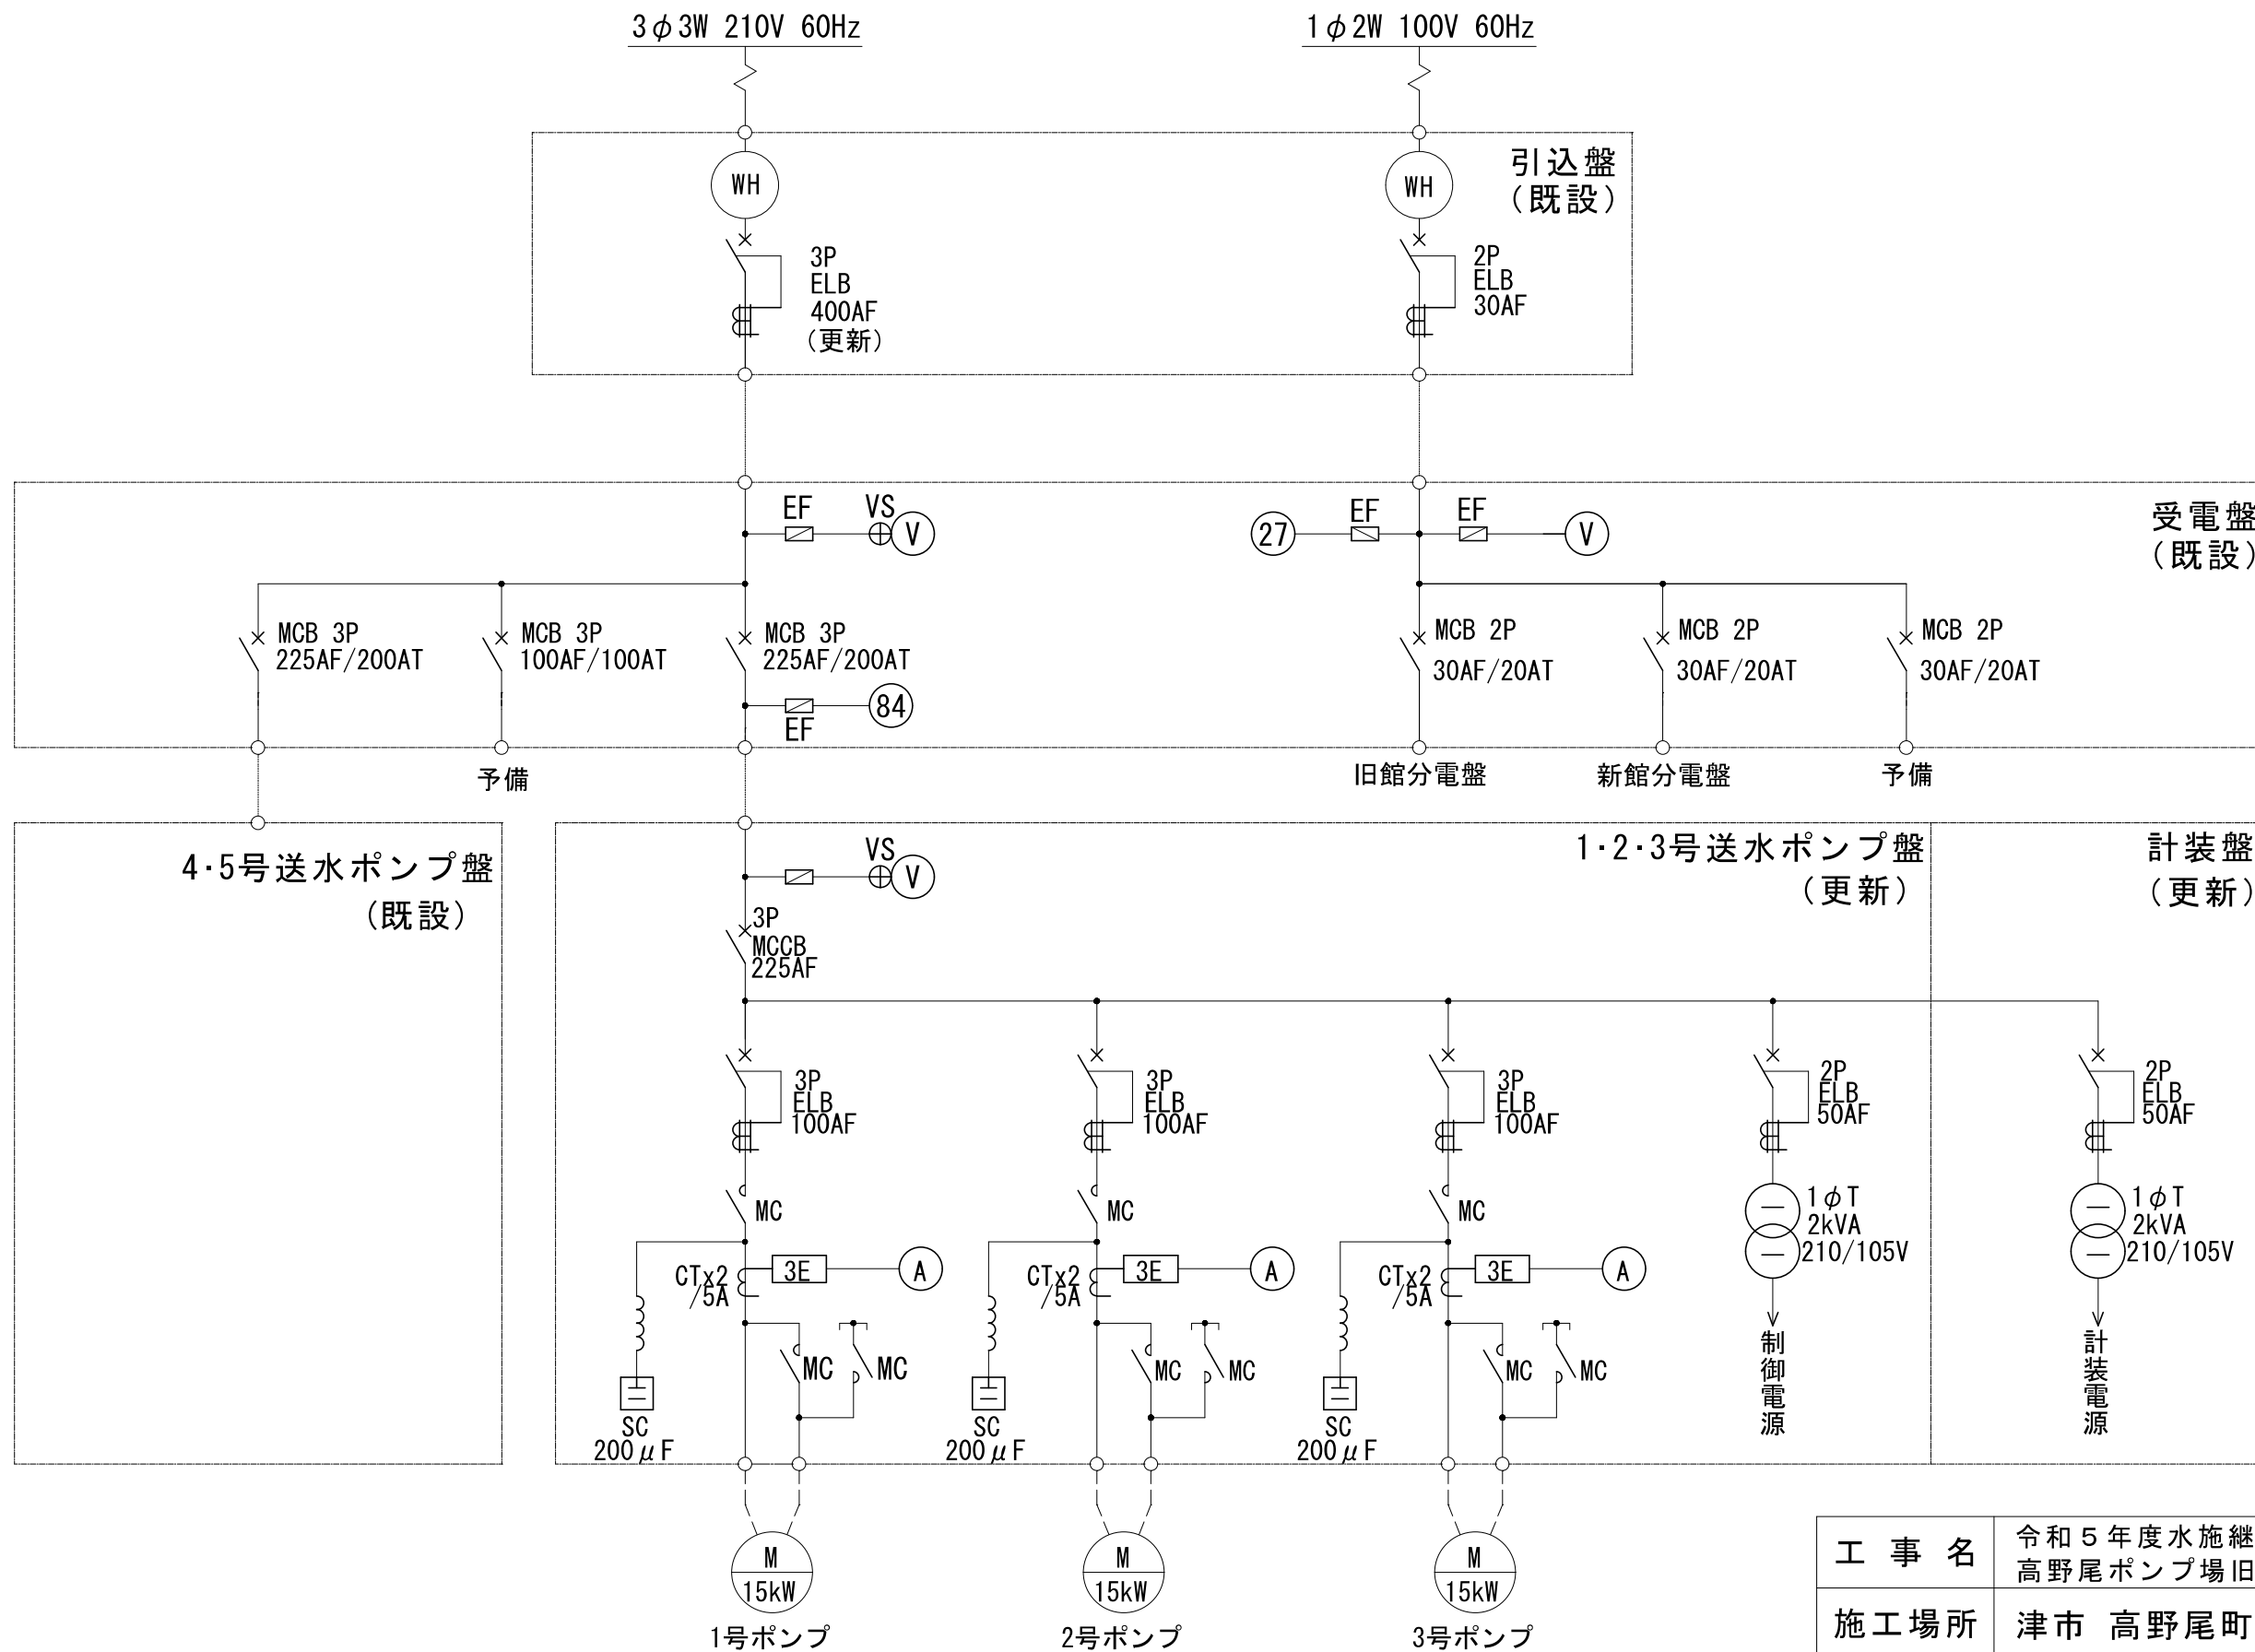 3φ3W 210V 60Hz
1φ2W 100V 60Hz
引込盤
(既設)
WH
WH
3P
ELB
400AF
(更新)
2P
ELB
30AF
受電盤
(既設)
EF
VS
V
27
EF
EF
V
MCB 3P
225AF/200AT
MCB 3P
100AF/100AT
MCB 3P
225AF/200AT
MCB 2P
30AF/20AT
MCB 2P
30AF/20AT
MCB 2P
30AF/20AT
84
EF
予備
旧館分電盤
新館分電盤
予備
4・5号送水ポンプ盤
(既設)
1・2・3号送水ポンプ盤
(更新)
計装盤
(更新)
VS
V
3P
MCCB
225AF
3P
ELB
100AF
3P
ELB
100AF
3P
ELB
100AF
2P
ELB
50AF
2P
ELB
50AF
MC
MC
MC
1φT
2kVA
210/105V
1φT
2kVA
210/105V
CTx2
/5A
3E
A
CTx2
/5A
3E
A
CTx2
/5A
3E
A
MC
MC
MC
MC
MC
MC
制御電源
計装電源
SC
200μF
SC
200μF
SC
200μF
M
15kW
M
15kW
M
15kW
1号ポンプ
2号ポンプ
3号ポンプ
工事名
令和5年度水施継
高野尾ポンプ場旧
施工場所
津市 高野尾町